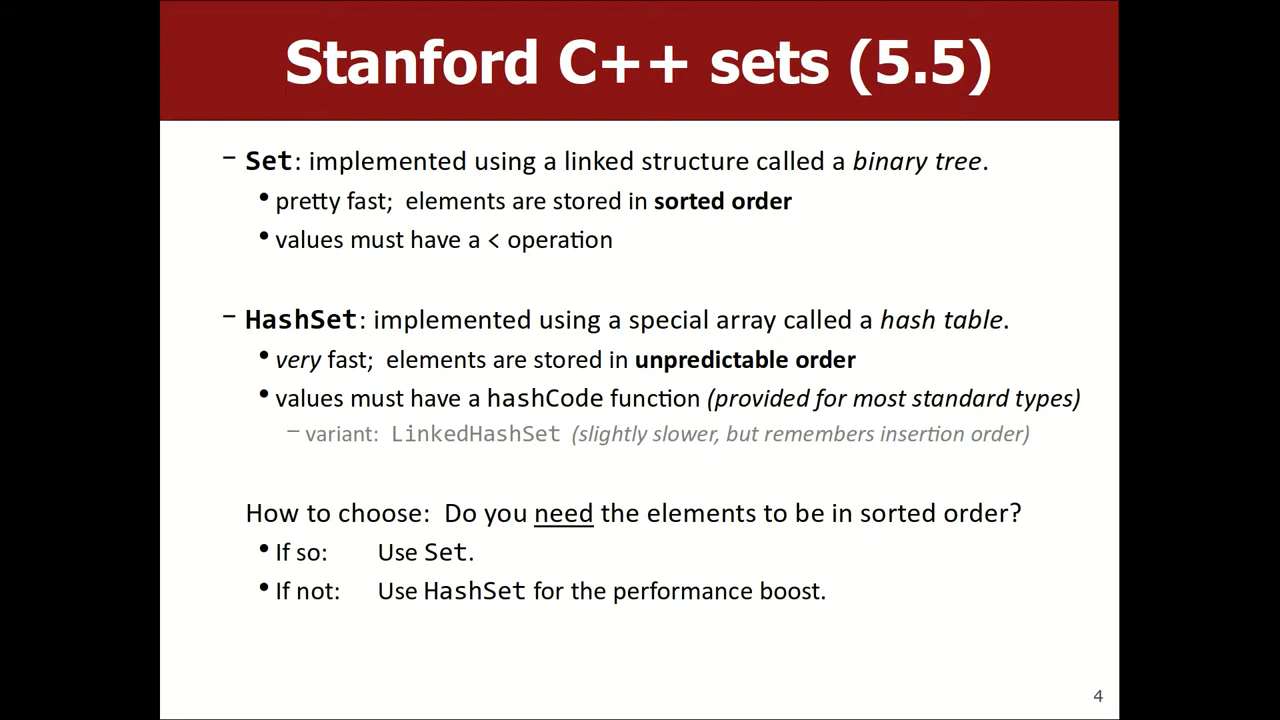 Stanford C++ sets (5.5)
– Set: implemented using a linked structure called a binary tree.
• pretty fast; elements are stored in sorted order
• values must have a < operation
– HashSet: implemented using a special array called a hash table.
• very fast; elements are stored in unpredictable order
• values must have a hashCode function (provided for most standard types)
– variant: LinkedHashSet (slightly slower, but remembers insertion order)
How to choose: Do you need the elements to be in sorted order?
• If so: Use Set.
• If not: Use HashSet for the performance boost.
4